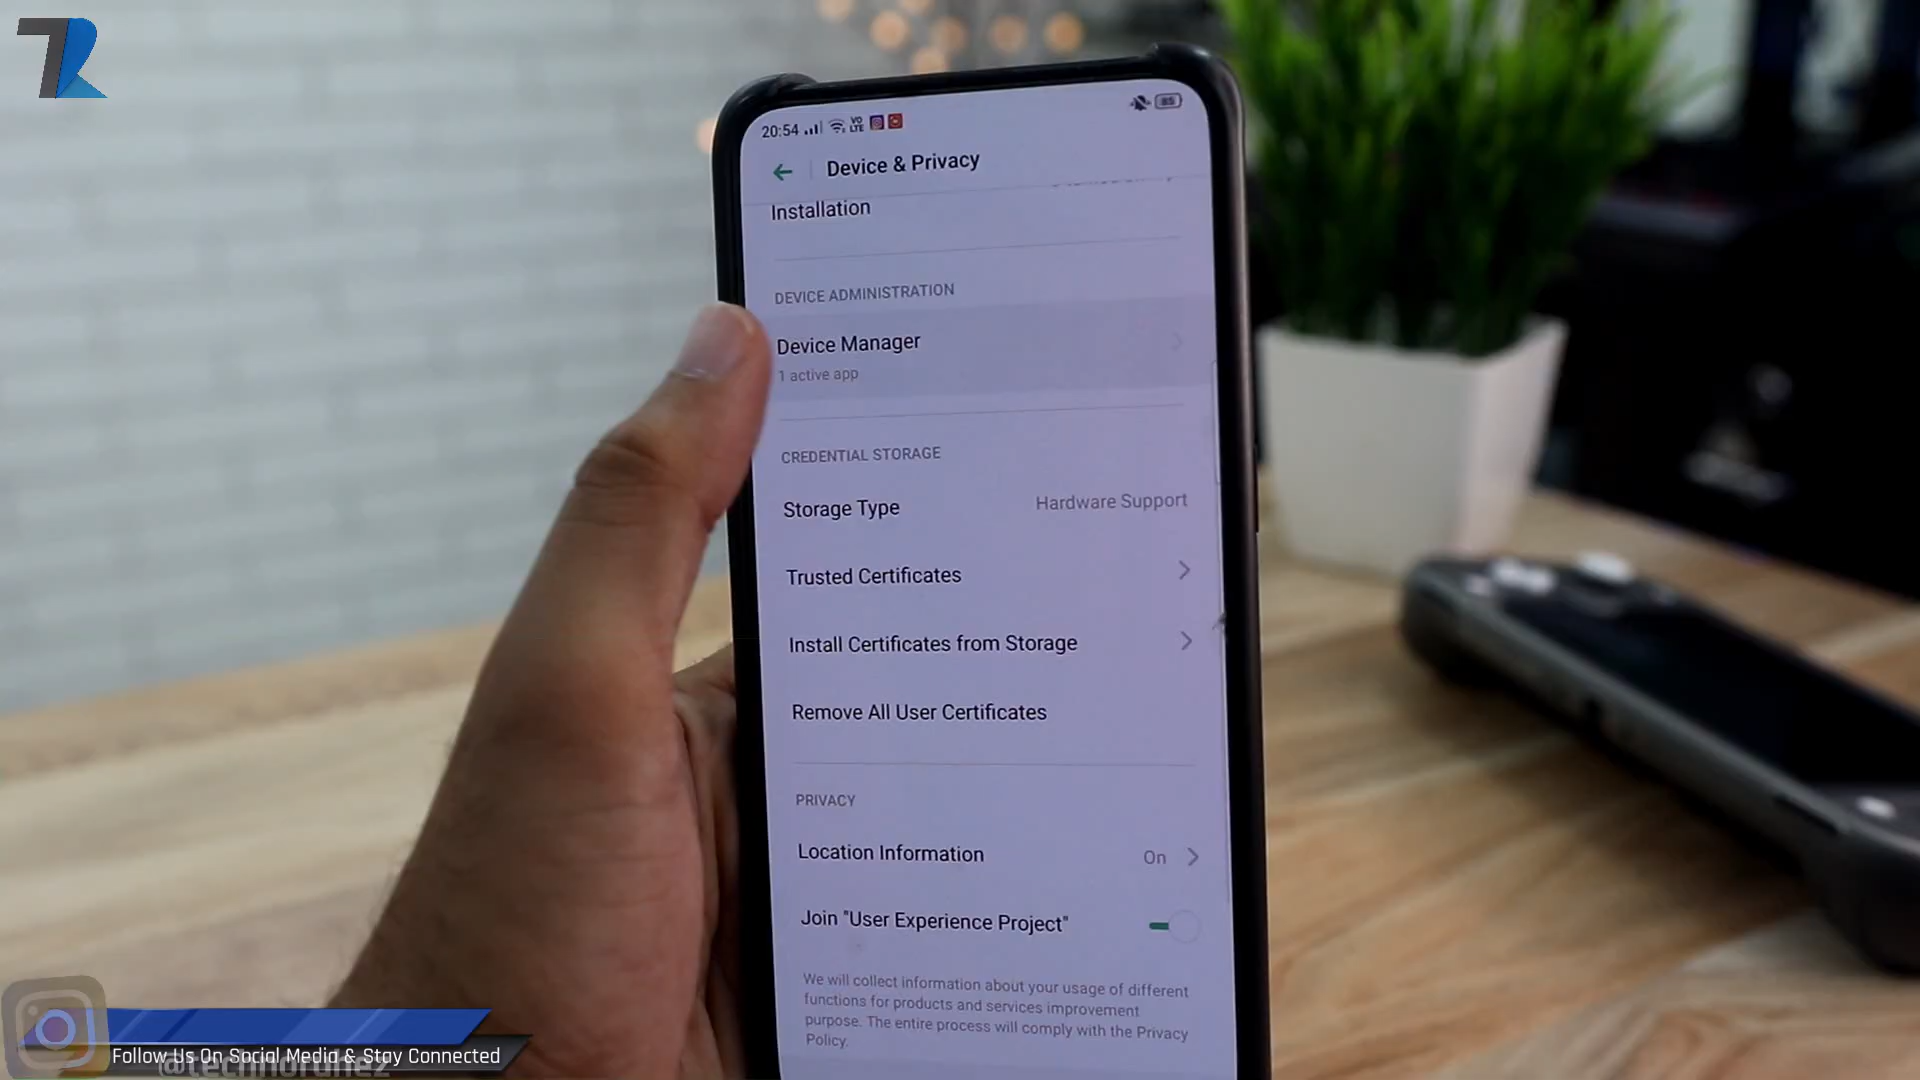 20:54
VO
LTE
85
Device & Privacy
Installation
DEVICE ADMINISTRATION
Device Manager
1 active app
CREDENTIAL STORAGE
Storage Type
Hardware Support
Trusted Certificates
Install Certificates from Storage
Remove All User Certificates
PRIVACY
Location Information
On
Join "User Experience Project"
We will collect information about your usage of different
functions for products and services improvement
purpose. The entire process will comply with the Privacy
Policy.
Follow Us On Social Media & Stay Connected